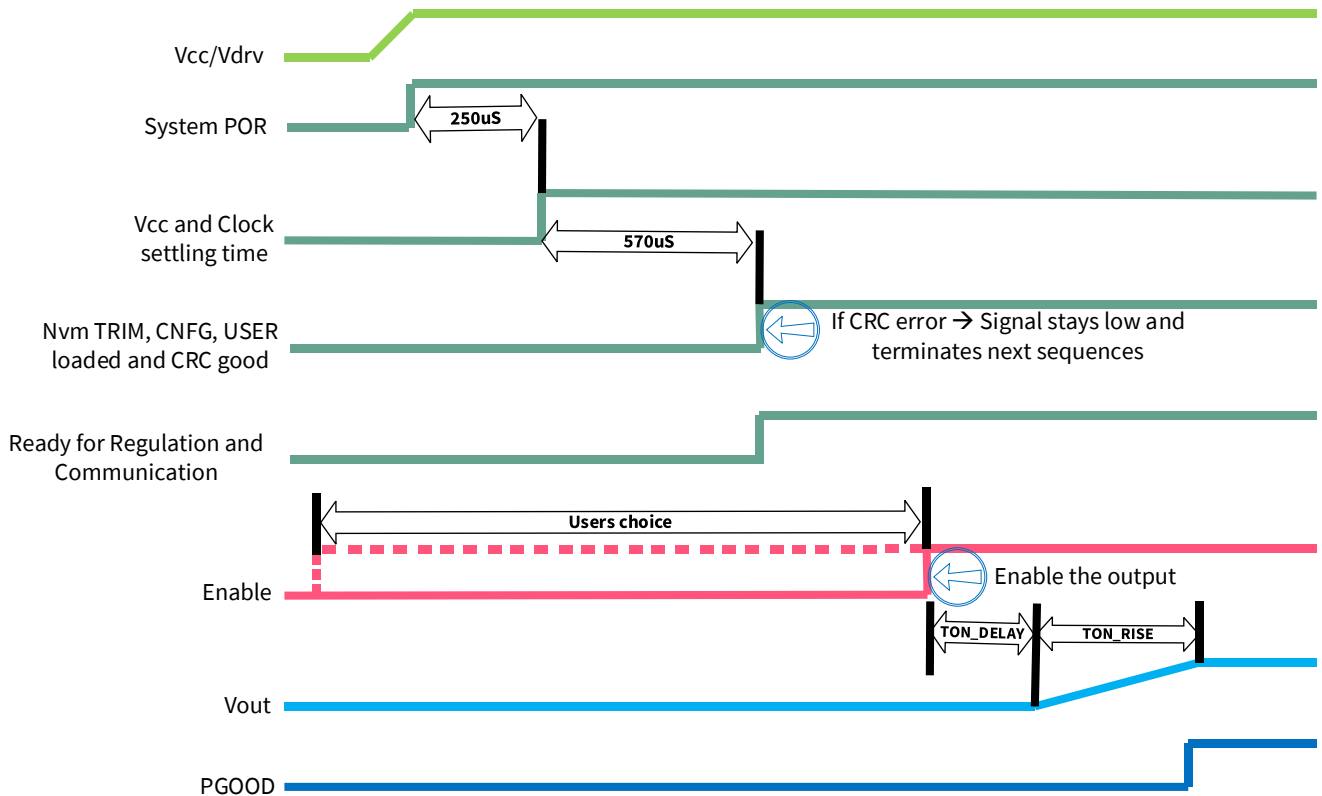 Vcc/Vdrv
System POR
250uS
Vcc and Clock
settling time
570uS
Nvm TRIM, CNFG, USER
loaded and CRC good
If CRC error → Signal stays low and
terminates next sequences
Ready for Regulation and
Communication
Users choice
Enable
Enable the output
TON_DELAY
TON_RISE
Vout
PGOOD